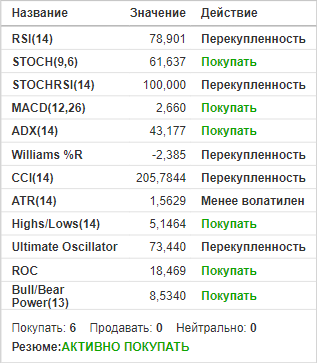 Название Значение Действие
RSI(14) 78,901 Перекупленность
STOCH(9,6) 61,637 Покупать
STOCHRSI(14) 100,000 Перекупленность
MACD(12,26) 2,660 Покупать
ADX(14) 43,177 Покупать
Williams %R -2,385 Перекупленность
CCI(14) 205,7844 Перекупленность
ATR(14) 1,5629 Менее волатилен
Highs/Lows(14) 5,1464 Покупать
Ultimate Oscillator 73,440 Перекупленность
ROC 18,469 Покупать
Bull/Bear
Power(13) 8,5340 Покупать
Покупать: 6 Продавать: 0 Нейтрально: 0
Резюме:АКТИВНО ПОКУПАТЬ